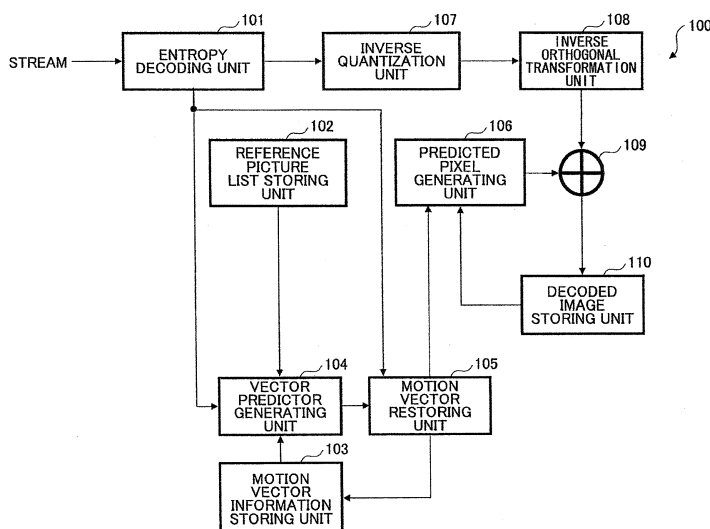 100
101
ENTROPY
DECODING UNIT
107
INVERSE
QUANTIZATION
UNIT
108
INVERSE
ORTHOGONAL
TRANSFORMATION
UNIT
STREAM
102
REFERENCE
PICTURE
LIST STORING
UNIT
106
PREDICTED
PIXEL
GENERATING
UNIT
109
110
DECODED
IMAGE
STORING UNIT
104
VECTOR
PREDICTOR
GENERATING
UNIT
105
MOTION
VECTOR
RESTORING
UNIT
103
MOTION
VECTOR
INFORMATION
STORING UNIT